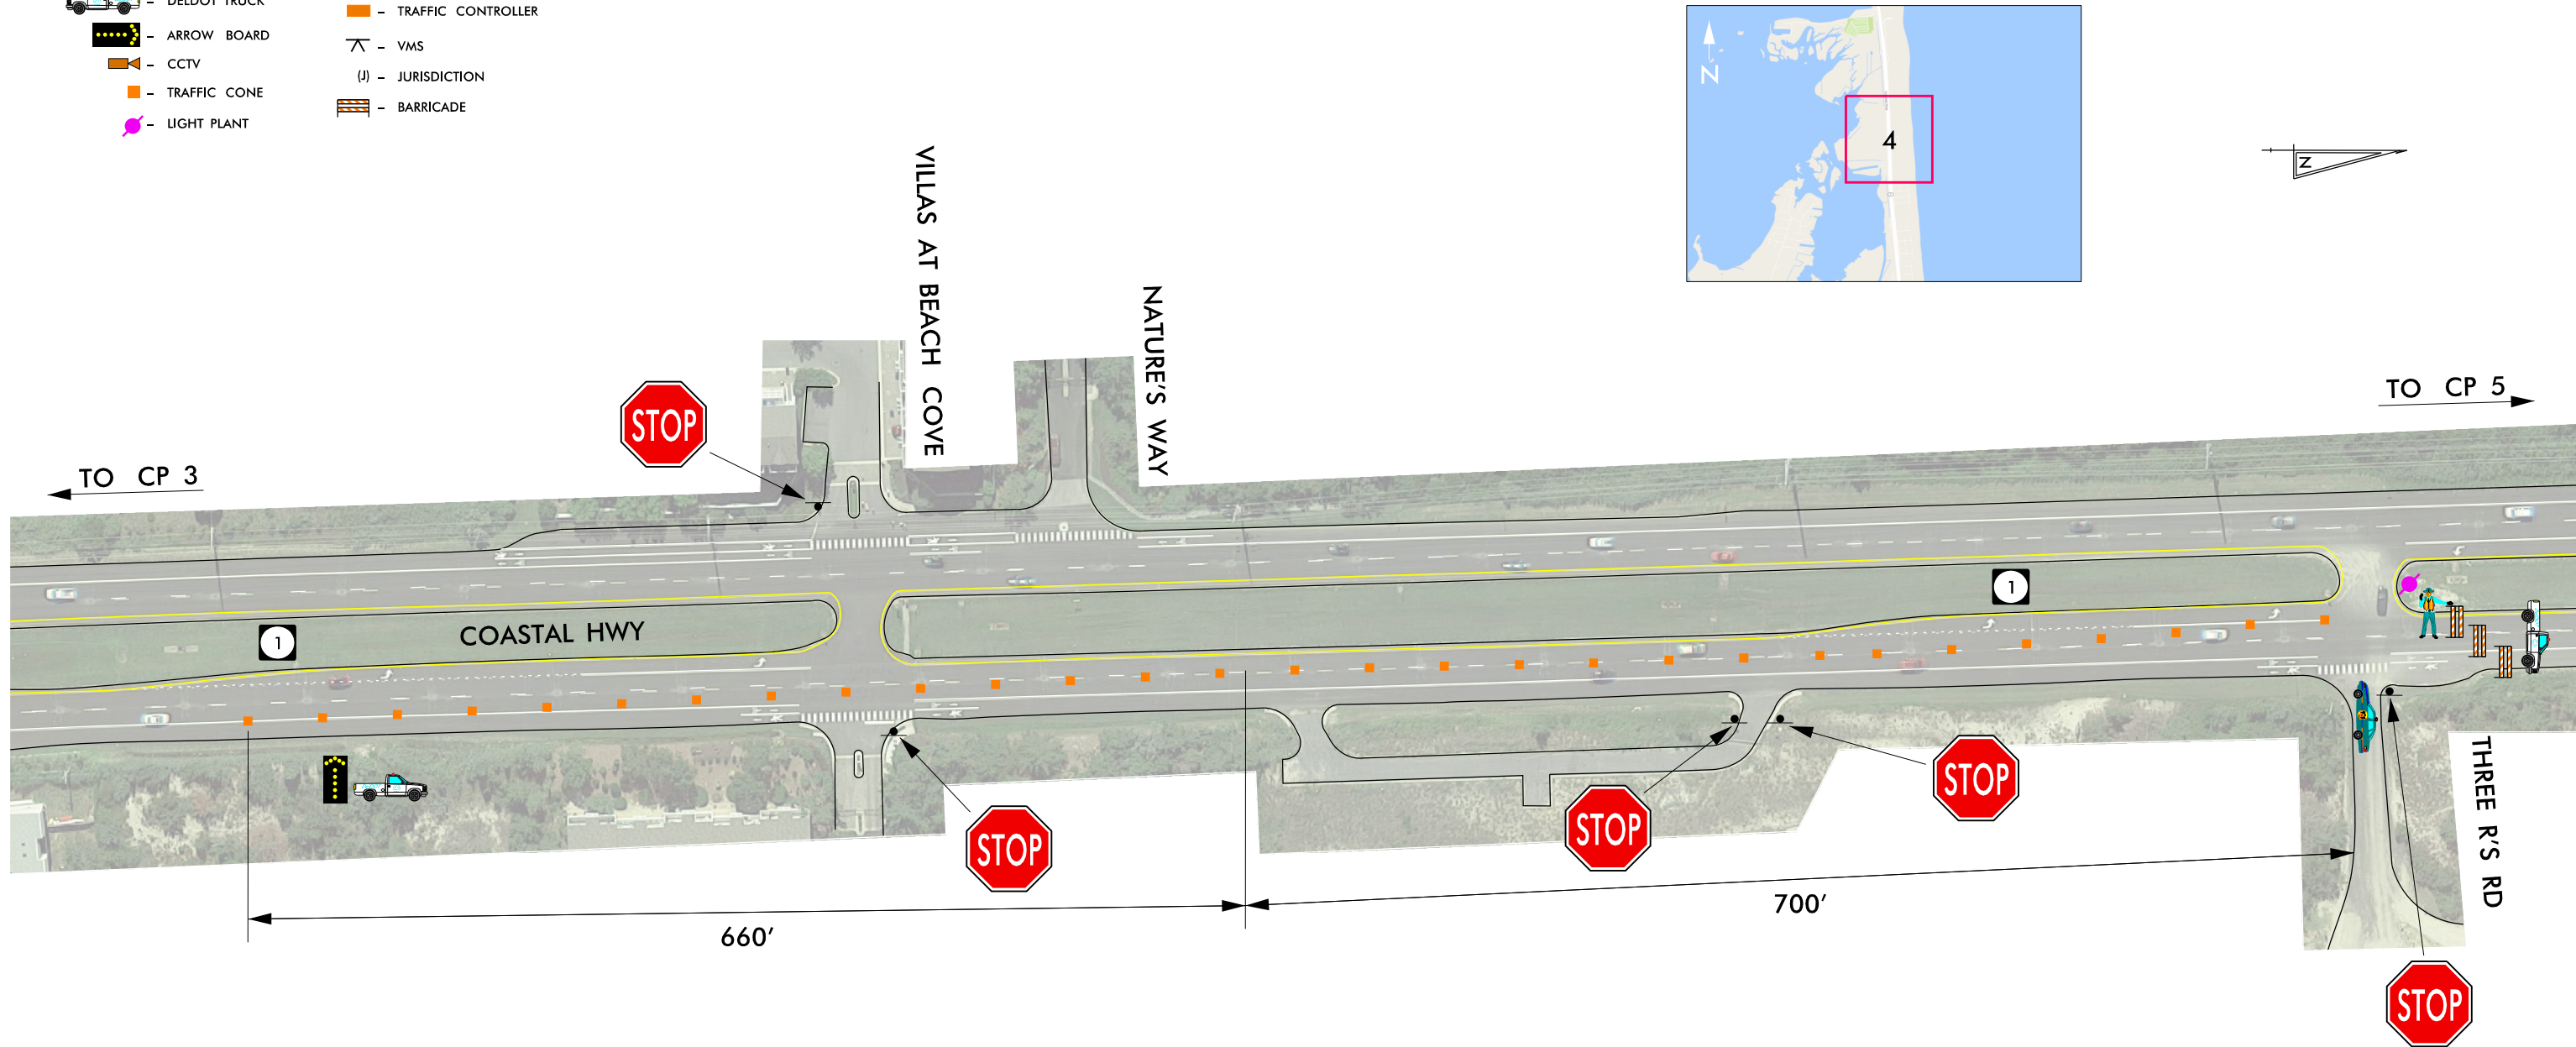 DELDOT TRUCK
ARROW BOARD
CCTV
TRAFFIC CONE
LIGHT PLANT
TRAFFIC CONTROLLER
VMS
(J) - JURISDICTION
BARRICADE
N
4
N
VILLAS AT BEACH COVE
NATURE'S WAY
STOP
TO CP 3
TO CP 5
1
COASTAL HWY
1
STOP
STOP
STOP
THREE R'S RD
660'
700'
STOP